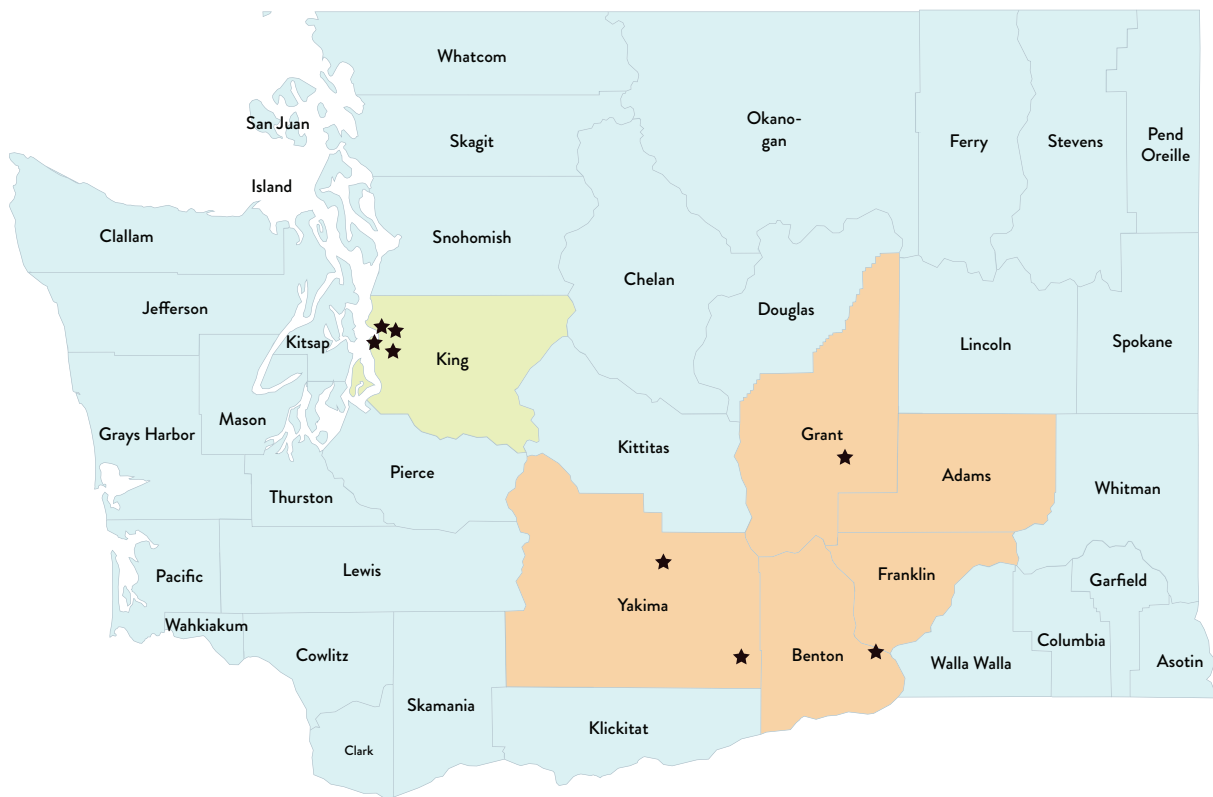 Whatcom
San Juan
Skagit
Okano-
gan
Ferry
Stevens
Pend
Oreille
Island
Clallam
Snohomish
Chelan
Jefferson
Douglas
Kitsap
King
Lincoln
Spokane
Mason
Grays Harbor
Kittitas
Grant
Pierce
Adams
Thurston
Whitman
Pacific
Lewis
Franklin
Garfield
Yakima
Wahkiakum
Cowlitz
Benton
Walla Walla
Columbia
Asotin
Skamania
Klickitat
Clark